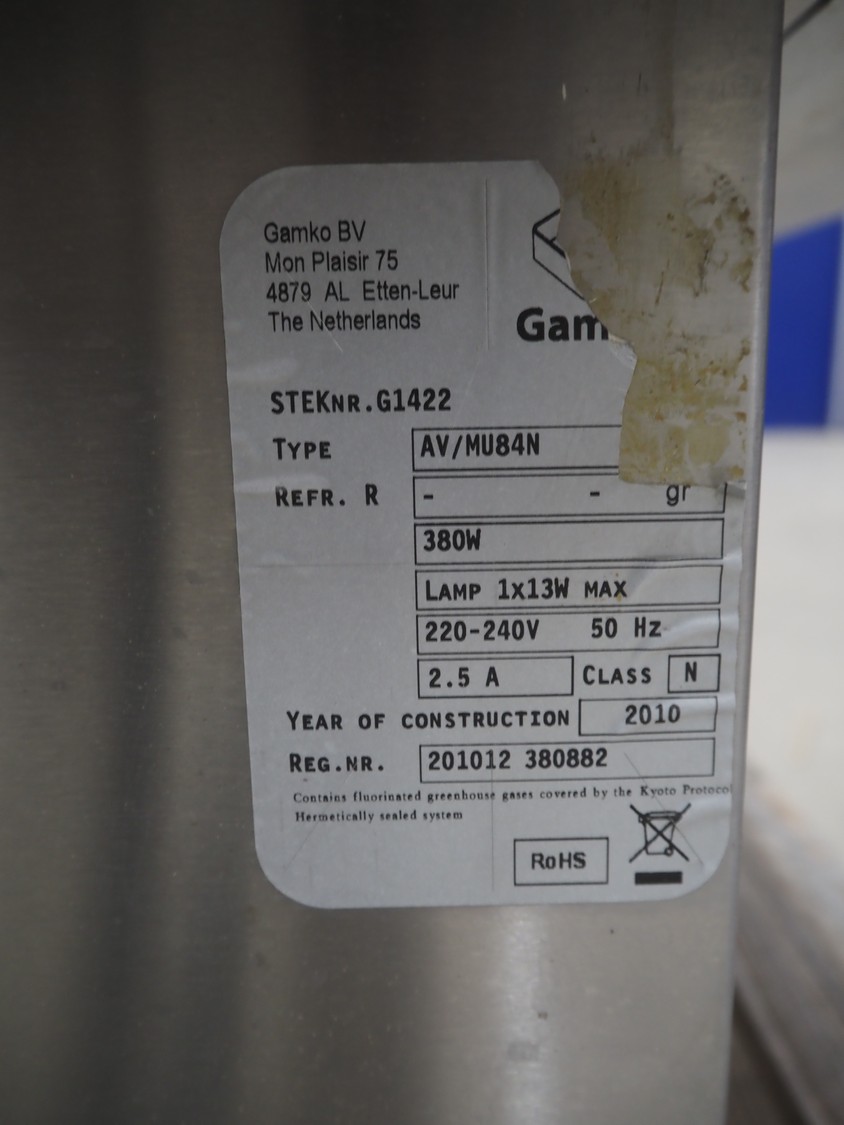 Gamko BV
Mon Plaisir 75
4879 AL Etten-Leur
The Netherlands
Gam
STEKNR.G1422
TYPE AV/MU84N
REFR. R - - gr
380W
LAMP 1x13W MAX
220-240V 50 Hz
2.5 A CLASS N
YEAR OF CONSTRUCTION 2010
REG.NR. 201012 380882
Contains fluorinated greenhouse gases covered by the Kyoto Protocol
Hermetically sealed system
RoHS